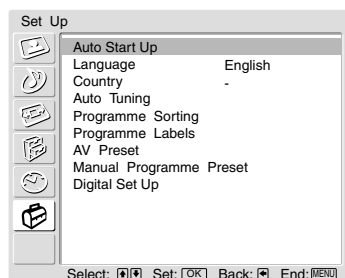 Set Up
Auto Start Up
Language English
Country -
Auto Tuning
Programme Sorting
Programme Labels
AV Preset
Manual Programme Preset
Digital Set Up
Select: Set: OK Back: End: MENU